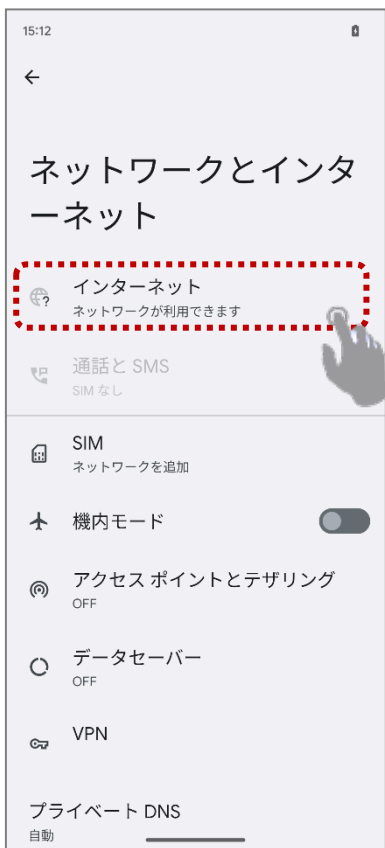 15:12
ネットワークとインタ
ーネット
インターネット
ネットワークが利用できます
通話と SMS
SIM なし
SIM
ネットワークを追加
機内モード
アクセス ポイントとテザリング
OFF
データセーバー
OFF
VPN
プライベート DNS
自動